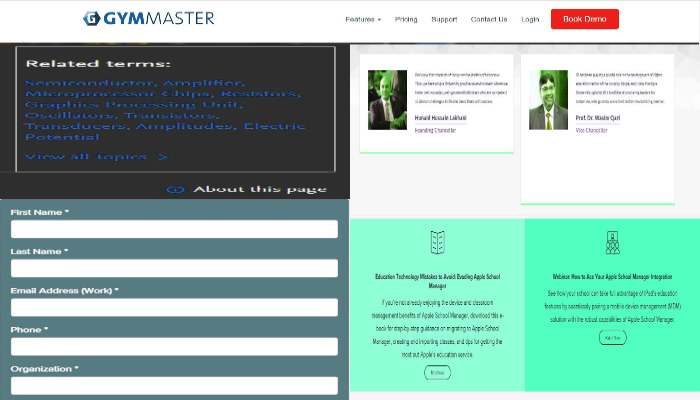 GYMMASTER
Features
Pricing
Support
Contact Us
Login
Book Demo
Related terms:
Semiconductor, Amplifier,
Microprocessor Chips, Resistors,
Graphics Processing Unit,
Oscillators, Transistors,
Transducers, Amplitudes, Electric
Potential
View all topics >
About this page
First Name *
Last Name *
Email Address (Work) *
Phone *
Organization *
Hunaid Hussain Lakhani
Founding Chancellor
Prof. Dr. Wasim Qazi
Vice Chancellor
Education Technology Mistakes to Avoid Evading Apple School
Manager
If you're not already enjoying the device and classroom
management benefits of Apple School Manager, download this e-
book for step-by-step guidance on migrating to Apple School
Manager, creating and importing classes, and tips for getting the
most out Apple's education service.
Webinar: How to Ace Your Apple School Manager Integration
See how your school can take full advantage of iPad's education
features by seamlessly pairing a mobile device management (MDM)
solution with the robust capabilities of Apple School Manager.